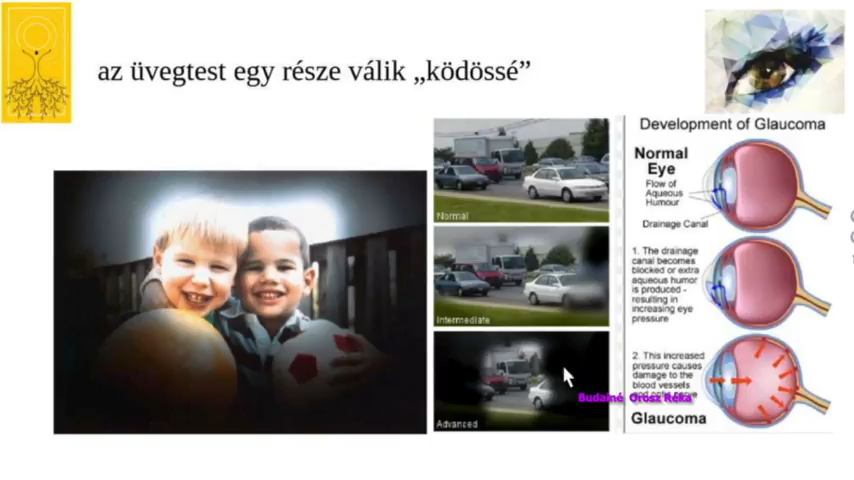 az üvegtest egy része válik „ködössé”
Normal
Intermediate
Advanced
Development of Glaucoma
Normal
Eye
Flow of
Aqueous
Humour
Drainage Canal
1. The drainage
canal becomes
blocked or extra
aqueous humor
is produced -
resulting in
increasing eye
pressure
2. This increased
pressure causes
damage to the
blood vessels
Budainé Orosz Réka
Glaucoma